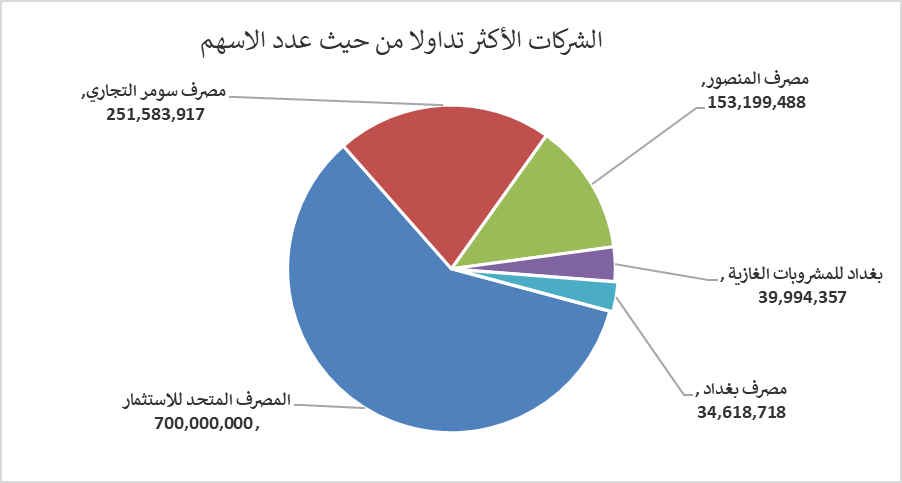 الشركات الأكثر تداولا من حيث عدد الاسهم
مصرف المنصور,
153,199,488
مصرف سومر التجاري,
251,583,917
بغداد للمشروبات الغازية ,
39,994,357
مصرف بغداد ,
34,618,718
المصرف المتحد للاستثمار
700,000,000 ,